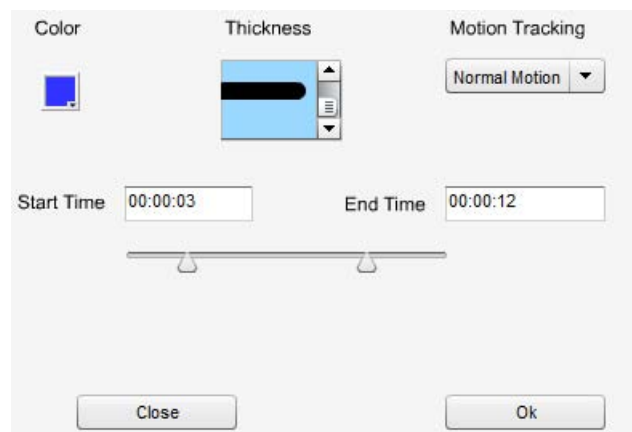 Color Thickness Motion Tracking
Normal Motion
Start Time 00:00:03 End Time 00:00:12
Close Ok